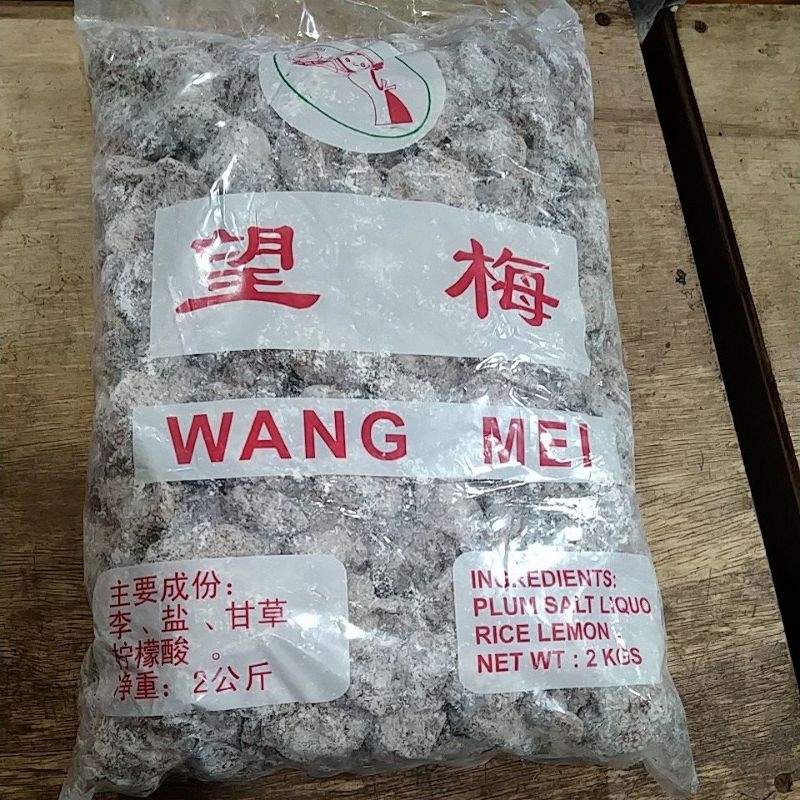 望梅
WANG MEI
主要成份:
李、盐、甘草
柠檬酸。
净重: 2公斤
INGREDIENTS:
PLUM SALT LIQUO
RICE LEMON
NET WT : 2 KGS